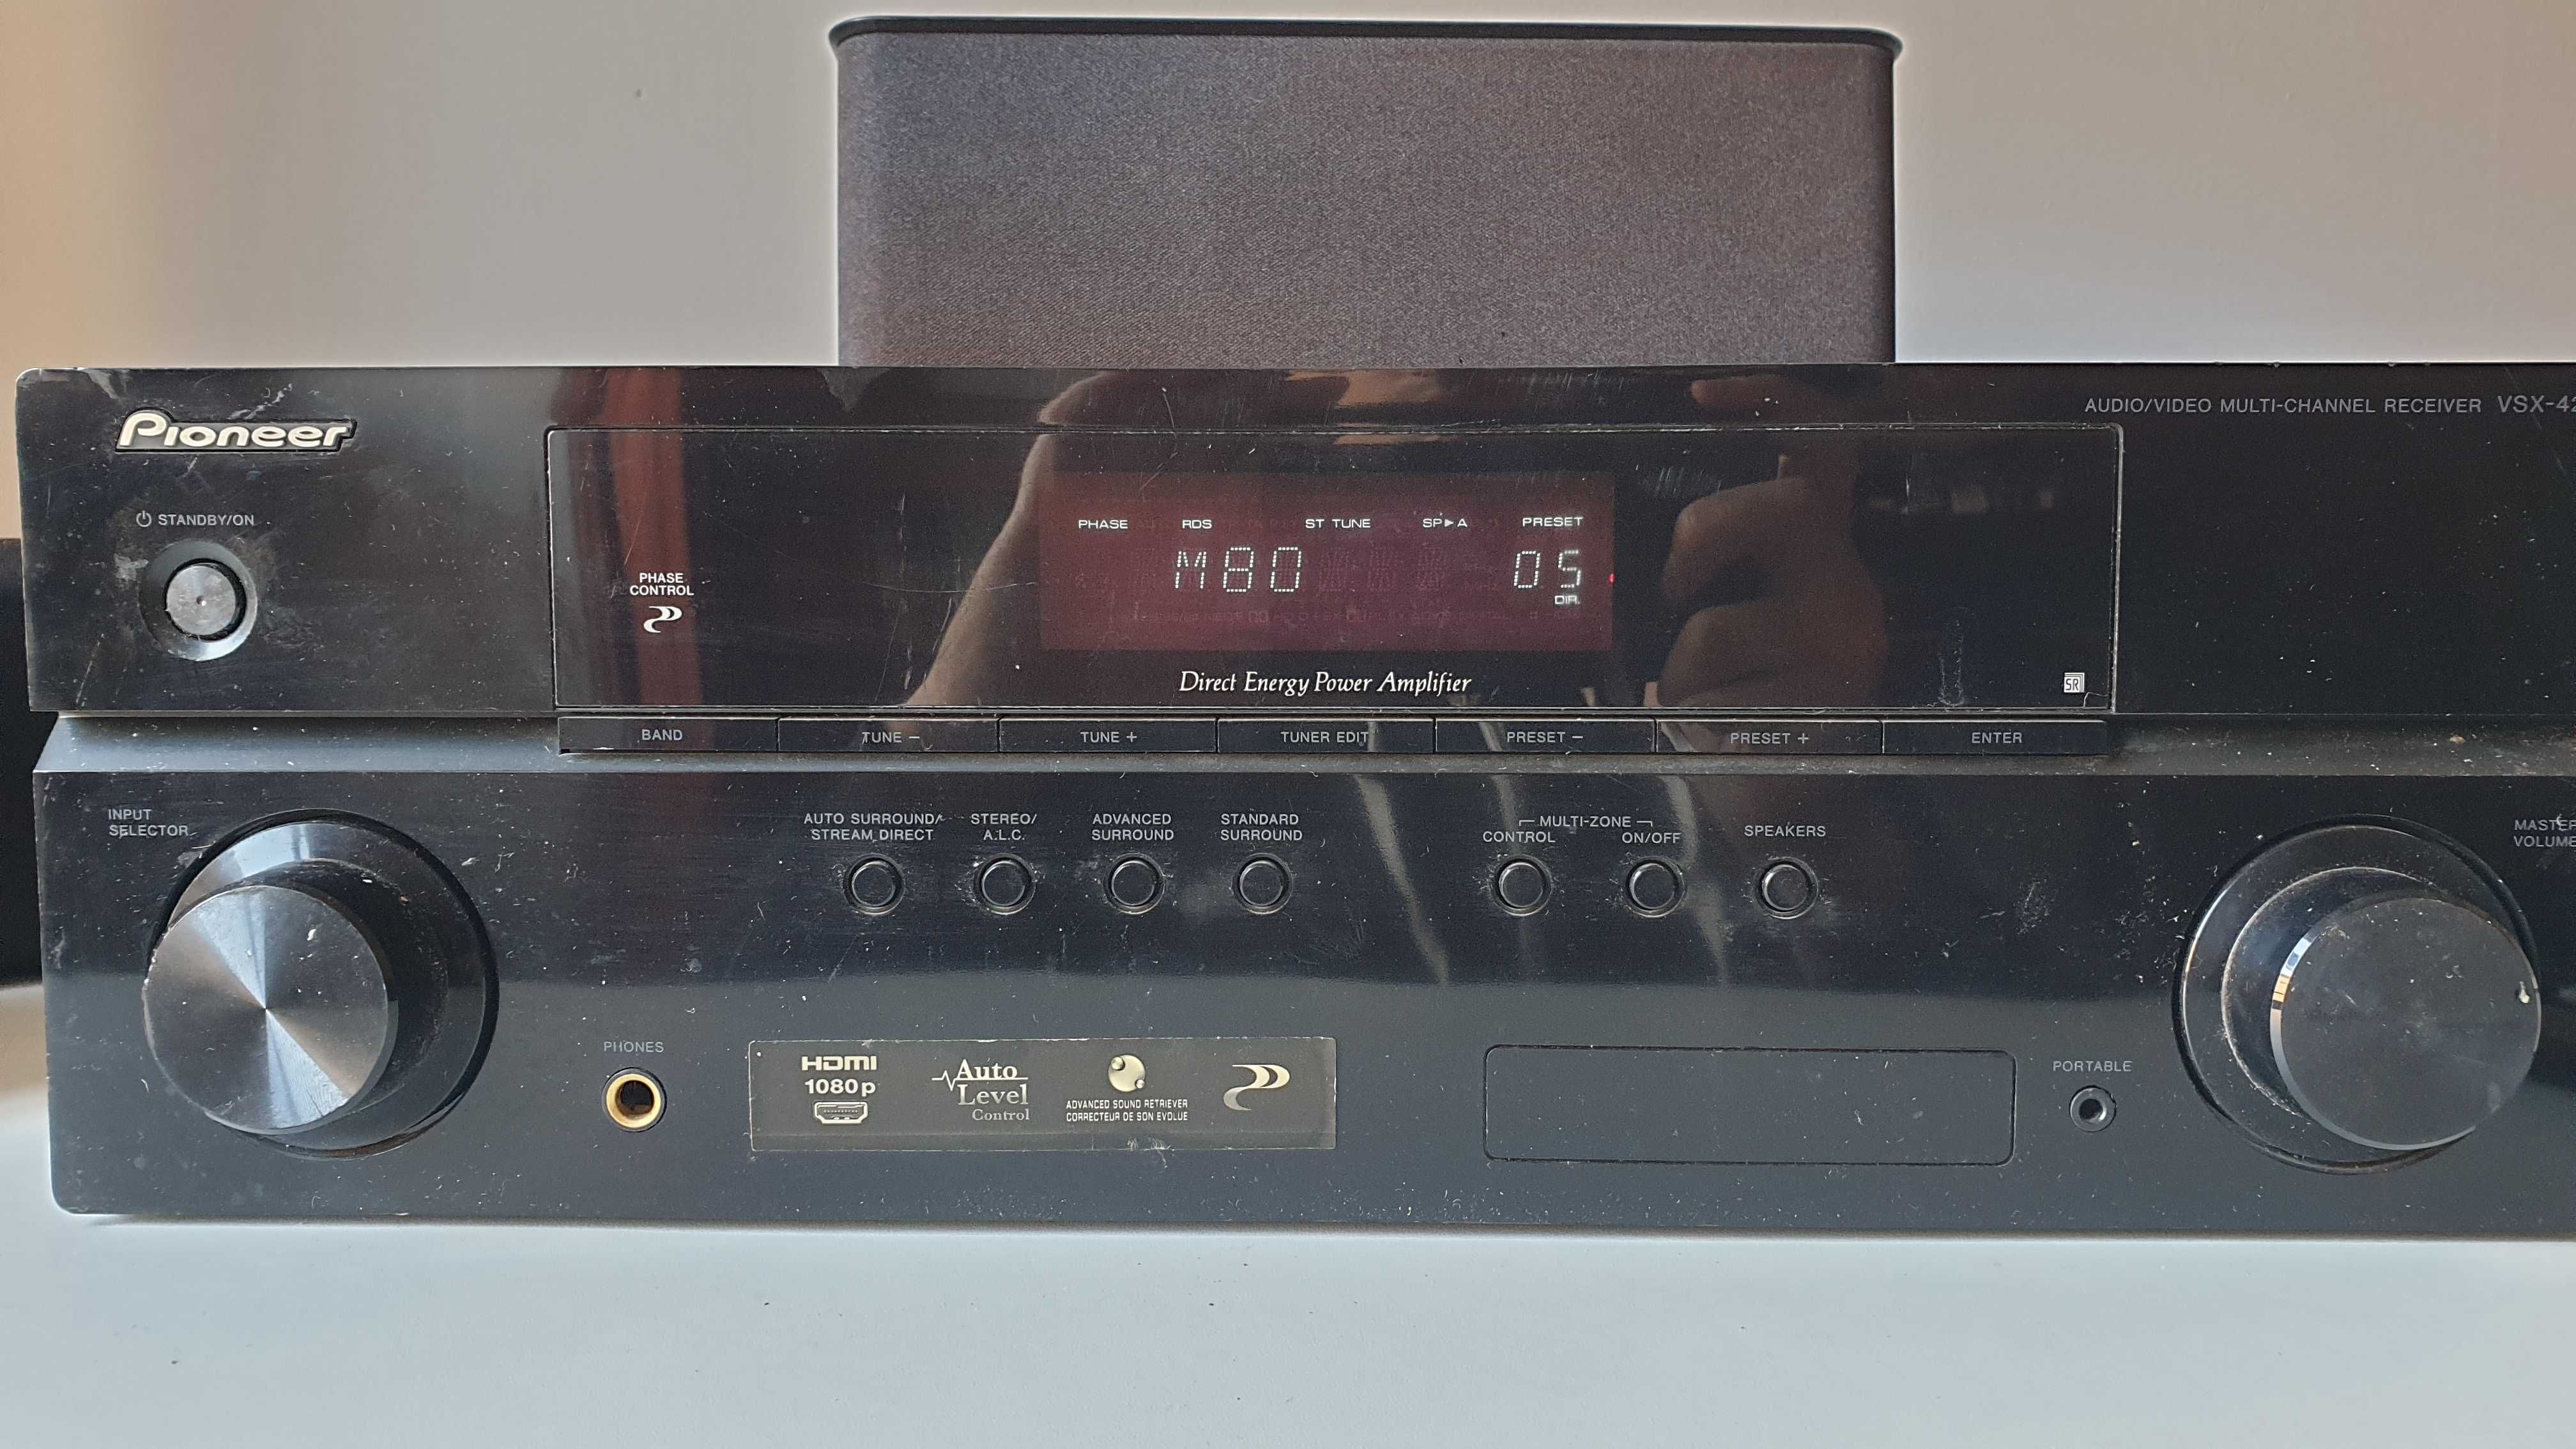 Pioneer
AUDIO/VIDEO MULTI-CHANNEL RECEIVER VSX-42
STANDBY/ON
PHASE RDS ST TUNE SP►A PRESET
M80 05
DIR.
PHASE
CONTROL
Direct Energy Power Amplifier
SR
BAND TUNE − TUNE + TUNER EDIT PRESET − PRESET + ENTER
INPUT
SELECTOR
AUTO SURROUND/
STREAM DIRECT
STEREO/
A.L.C.
ADVANCED
SURROUND
STANDARD
SURROUND
MULTI-ZONE
CONTROL ON/OFF
SPEAKERS
MASTER
VOLUME
PHONES
HDMI
1080p
Auto
Level
Control
ADVANCED SOUND RETRIEVER
CORRECTEUR DE SON EVOLUE
PORTABLE